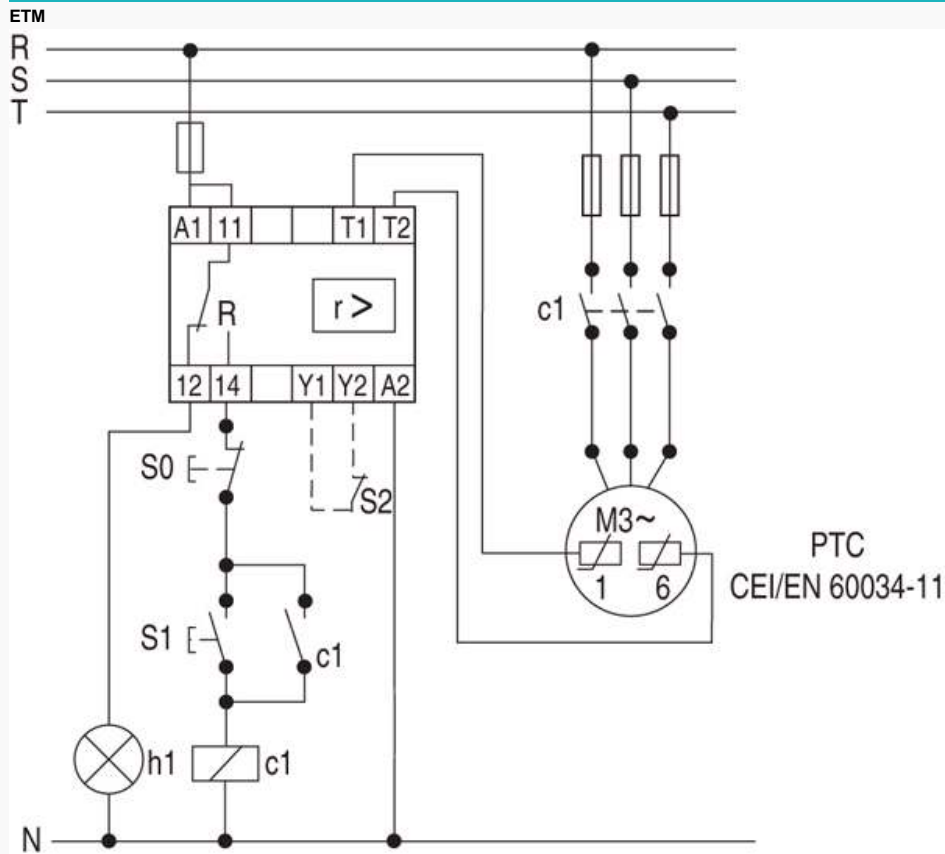 ETM
R
S
T
A1 11 T1 T2
R
r >
c1
12 14 Y1 Y2 A2
S0
S2
M3~
1 6
PTC
CEI/EN 60034-11
S1
c1
h1
c1
N